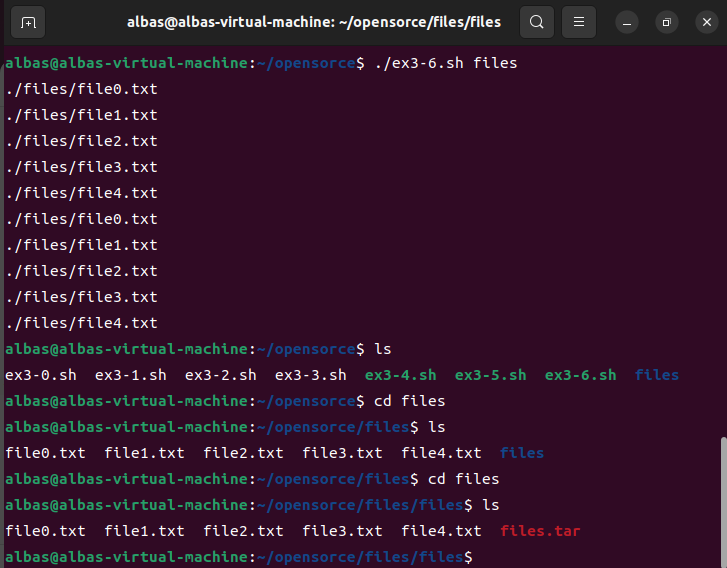 albas@albas-virtual-machine: ~/opensorce/files/files
albas@albas-virtual-machine:~/opensorce$ ./ex3-6.sh files
./files/file0.txt
./files/file1.txt
./files/file2.txt
./files/file3.txt
./files/file4.txt
./files/file0.txt
./files/file1.txt
./files/file2.txt
./files/file3.txt
./files/file4.txt
albas@albas-virtual-machine:~/opensorce$ ls
ex3-0.sh  ex3-1.sh  ex3-2.sh  ex3-3.sh  ex3-4.sh  ex3-5.sh  ex3-6.sh  files
albas@albas-virtual-machine:~/opensorce$ cd files
albas@albas-virtual-machine:~/opensorce/files$ ls
file0.txt  file1.txt  file2.txt  file3.txt  file4.txt  files
albas@albas-virtual-machine:~/opensorce/files$ cd files
albas@albas-virtual-machine:~/opensorce/files/files$ ls
file0.txt  file1.txt  file2.txt  file3.txt  file4.txt  files.tar
albas@albas-virtual-machine:~/opensorce/files/files$